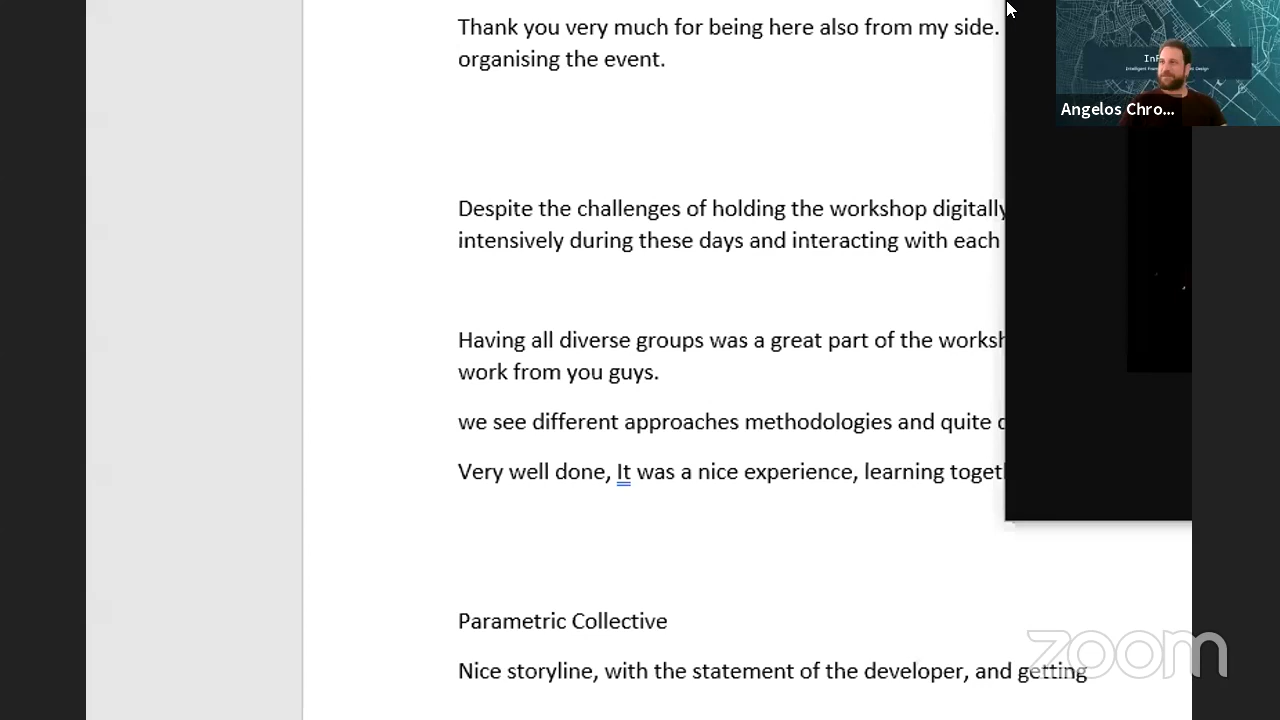 Thank you very much for being here also from my side.
organising the event.
Despite the challenges of holding the workshop digitally
intensively during these days and interacting with each
Having all diverse groups was a great part of the
work from you guys.
we see different approaches methodologies and quite
Very well done, It was a nice experience, learning
Parametric Collective
Nice storyline, with the statement of the developer, and getting
Angelos Chro...
zoom